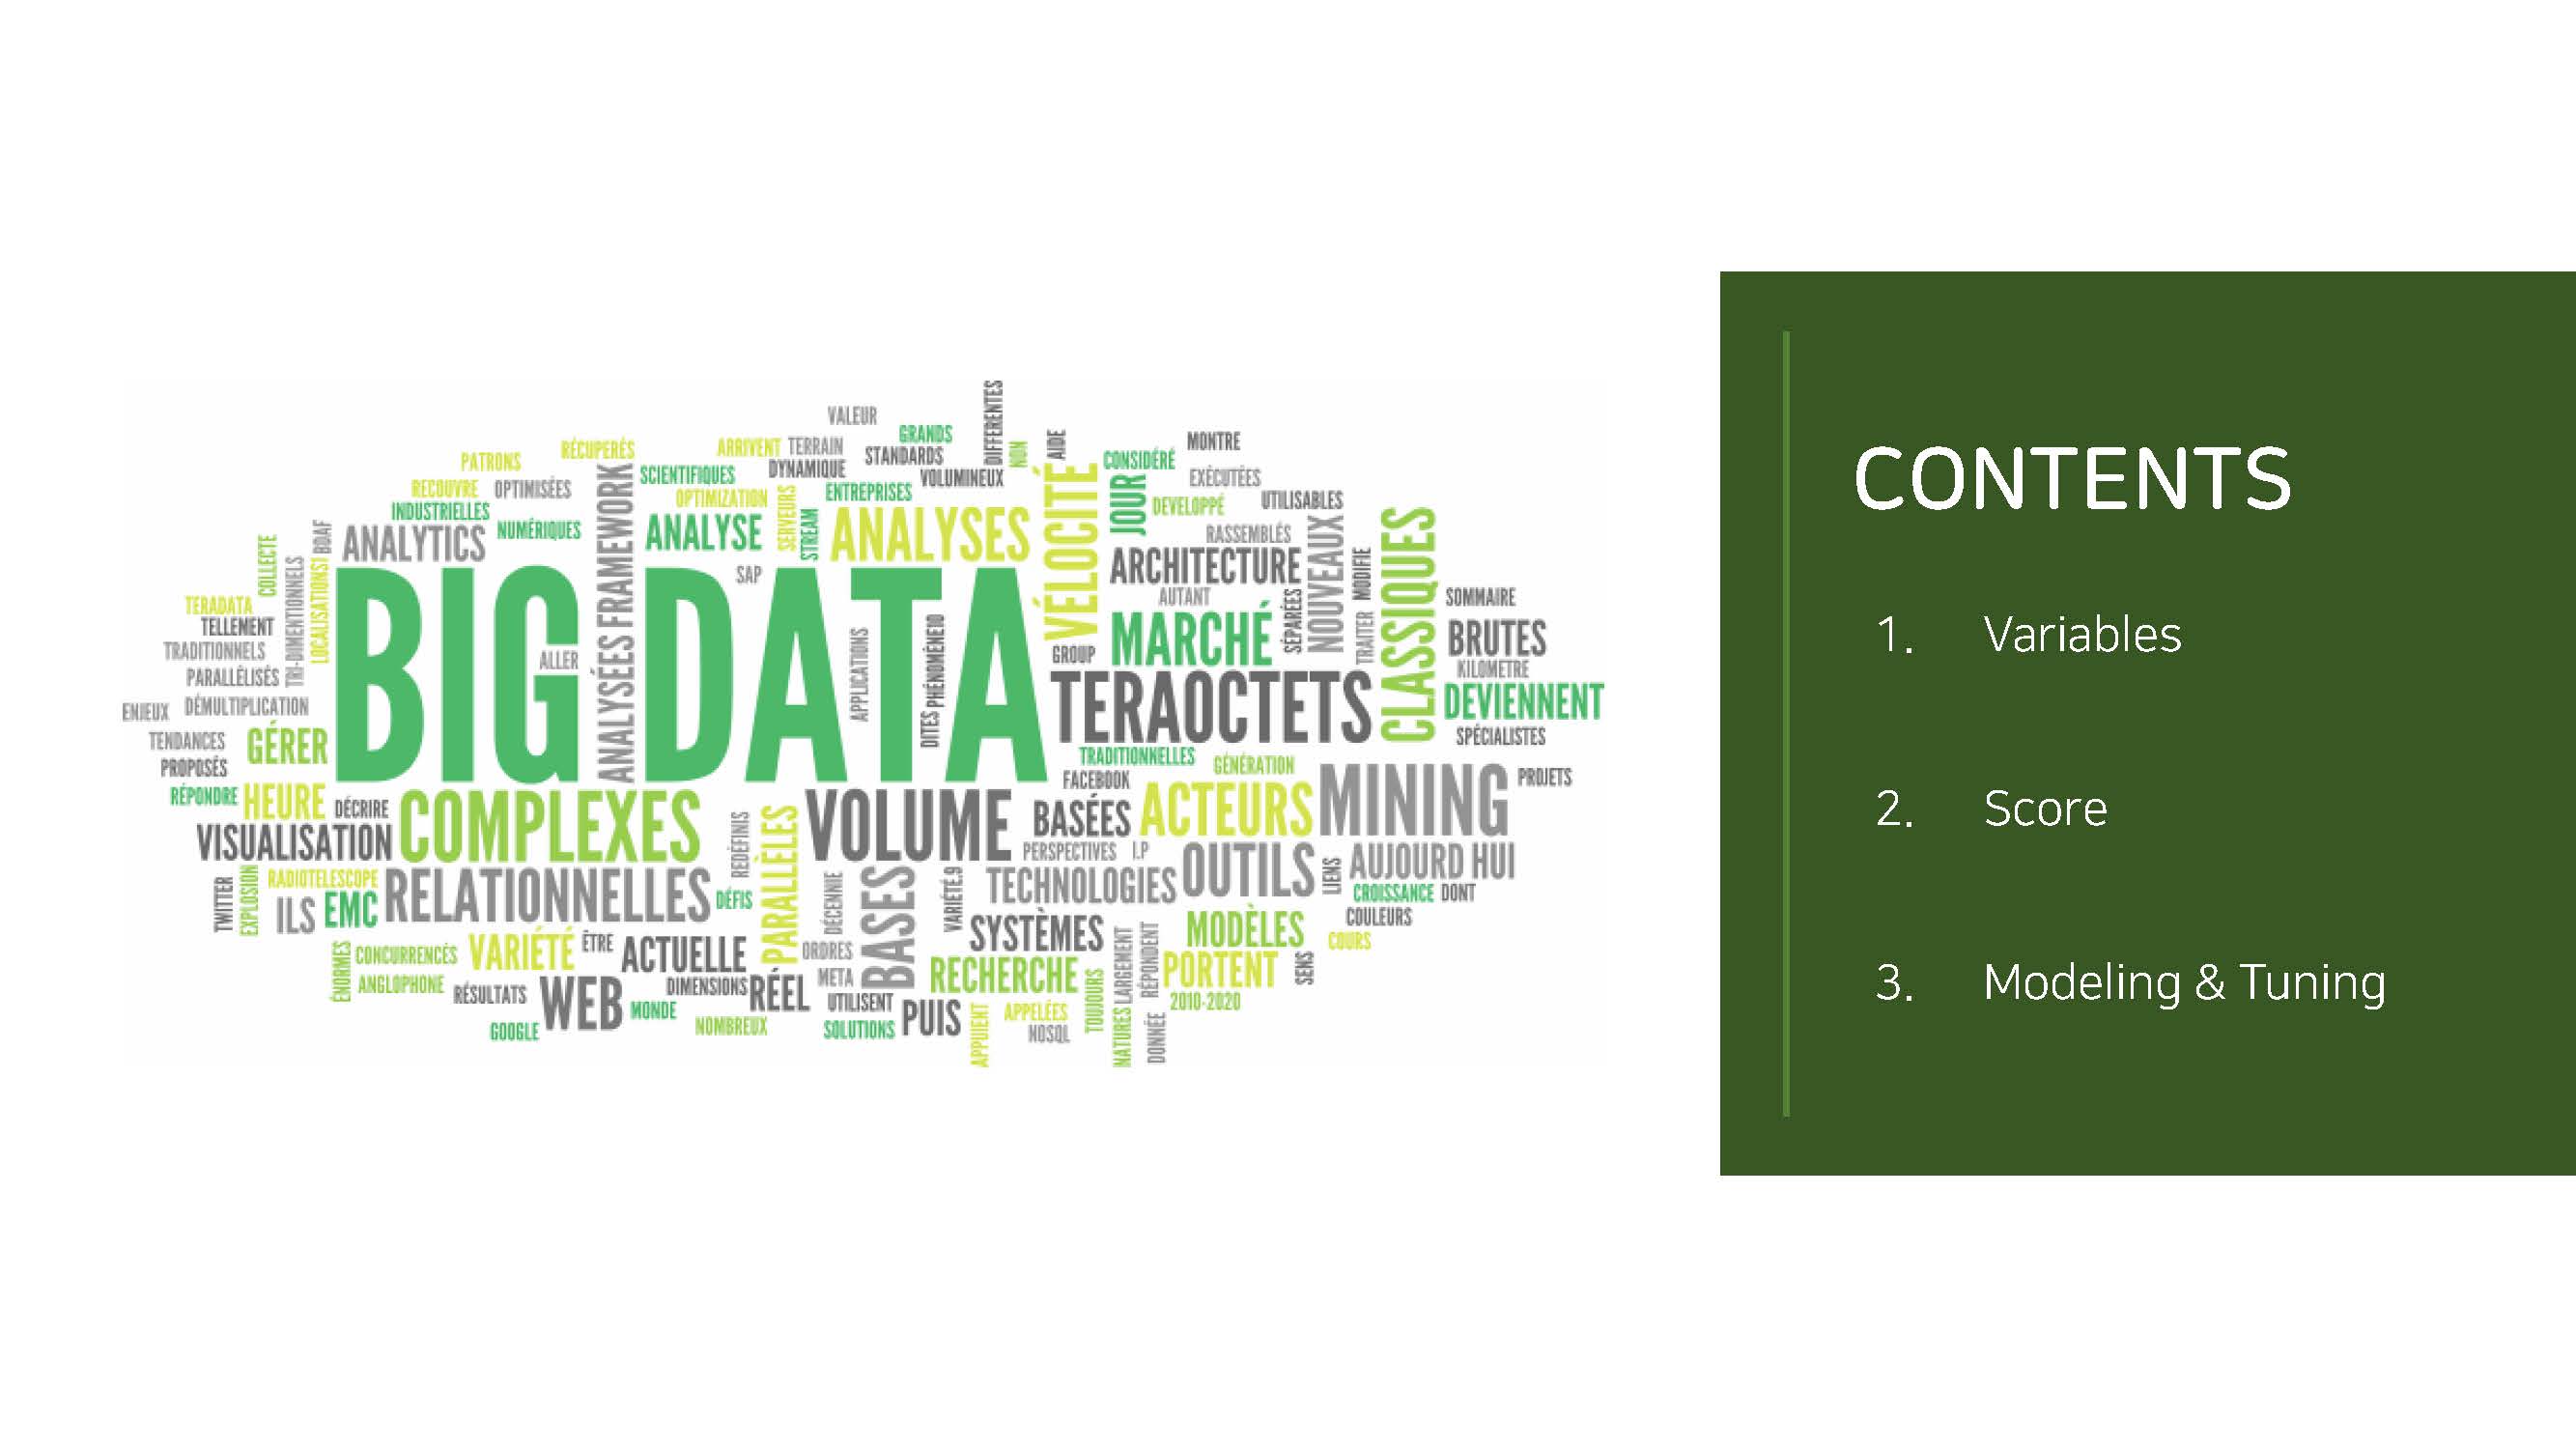 DIFFERENTES
VALEUR
GRANDS
AIDE
MONTRE
RÉCUPERÉS
ARRIVENT
TERRAIN
STANDARDS
NON
CONSIDÉRÉ
PATRONS
SCIENTIFIQUES
DYNAMIQUE
VOLUMINEUX
EXÉCUTÉES
RECOUVRE
OPTIMISÉES
OPTIMIZATION
SERVEURS
ENTREPRISES
VÉLOCITÉ
JOUR
DEVELOPPÉ
UTILISABLES
INDUSTRIELLES
NUMÉRIQUES
ANALYTICS
ANALYSE
STREAM
ANALYSES
RASSEMBLÉS
ARCHITECTURE
NOUVEAUX
MODIFIE
CLASSIQUES
COLLECTE
TRI-DIMENTIONNELS
LOCALISATIONS?
BDAF
ANALYSÉES
FRAMEWORK
SAP
BIG DATA
ALLER
APPLICATIONS
DITES
PHÉNOMÈNE10
TERADATA
TELLEMENT
TRADITIONNELS
PARALLÉLISÉS
ENJEUX
DÉMULTIPLICATION
TENDANCES
GÉRER
PROPOSÉS
AUTANT
MARCHÉ
SÉPARÉES
TRAITER
SOMMAIRE
BRUTES
KILOMETRE
GROUP
TERAOCTETS
DEVIENNENT
SPÉCIALISTES
TRADITIONNELLES
GÉNÉRATION
FACEBOOK
PROJETS
RÉPONDRE
HEURE
DÉCRIRE
COMPLEXES
REDÉFINIS
PARALLÈLES
VOLUME
BASÉES
ACTEURS
MINING
VISUALISATION
PERSPECTIVES
I.P
OUTILS
LIENS
AUJOURD HUI
TWITTER
EXPLOSION
RADIOTELESCOPE
ILS
EMC
RELATIONNELLES
DÉFIS
DÉCENNIE
BASES
VARIÉTÉ.9
TECHNOLOGIES
CROISSANCE
DONT
COULEURS
SYSTÈMES
MODÈLES
COURS
ÉNORMES
CONCURRENCÉS
VARIÉTÉ
ÊTRE
ACTUELLE
ORDRES
META
RECHERCHE
TOUJOURS
LARGEMENT
RÉPONDENT
PORTENT
SENS
ANGLOPHONE
RÉSULTATS
WEB
DIMENSIONS
RÉEL
UTILISENT
PUIS
APPELÉES
2010-2020
MONDE
GOOGLE
NOMBREUX
SOLUTIONS
APPUIENT
NOSQL
NATURES
DONNÉE
CONTENTS
1. Variables
2. Score
3. Modeling & Tuning